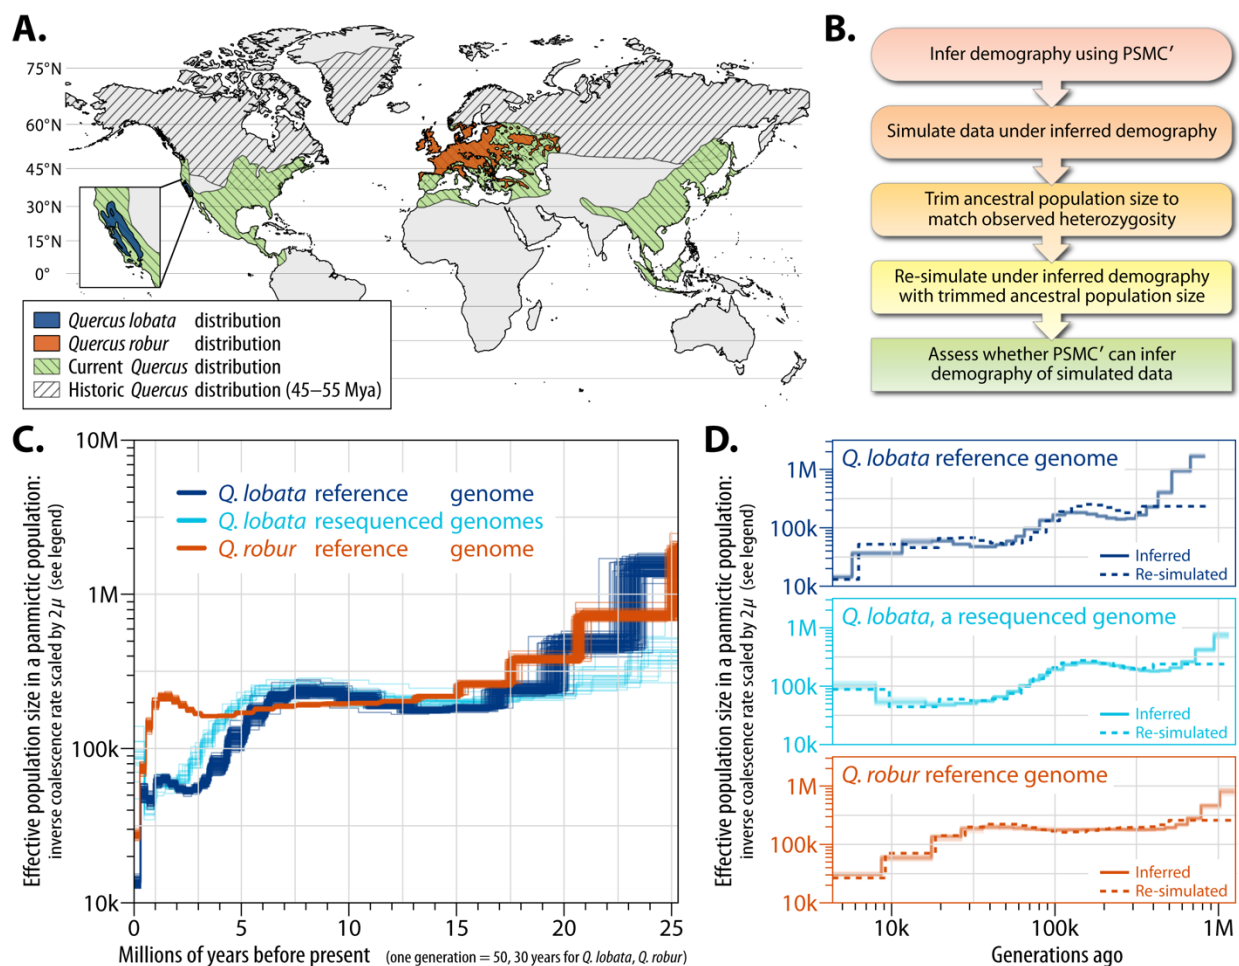 A.
75°N
60°N
45°N
30°N
15°N
0°
Quercus lobata distribution
Quercus robur distribution
Current Quercus distribution
Historic Quercus distribution (45–55 Mya)
B.
Infer demography using PSMC′
Simulate data under inferred demography
Trim ancestral population size to
match observed heterozygosity
Re-simulate under inferred demography
with trimmed ancestral population size
Assess whether PSMC′ can infer
demography of simulated data
C.
Effective population size in a panmictic population:
inverse coalescence rate scaled by 2μ (see legend)
10M
1M
100k
10k
Q. lobata reference genome
Q. lobata resequenced genomes
Q. robur reference genome
0
5
10
15
20
25
Millions of years before present (one generation = 50, 30 years for Q. lobata, Q. robur)
D.
Effective population size in a panmictic population:
inverse coalescence rate scaled by 2μ (see legend)
Q. lobata reference genome
1M
100k
10k
Inferred
Re-simulated
Q. lobata, a resequenced genome
1M
100k
10k
Inferred
Re-simulated
Q. robur reference genome
1M
100k
10k
Inferred
Re-simulated
10k
100k
1M
Generations ago